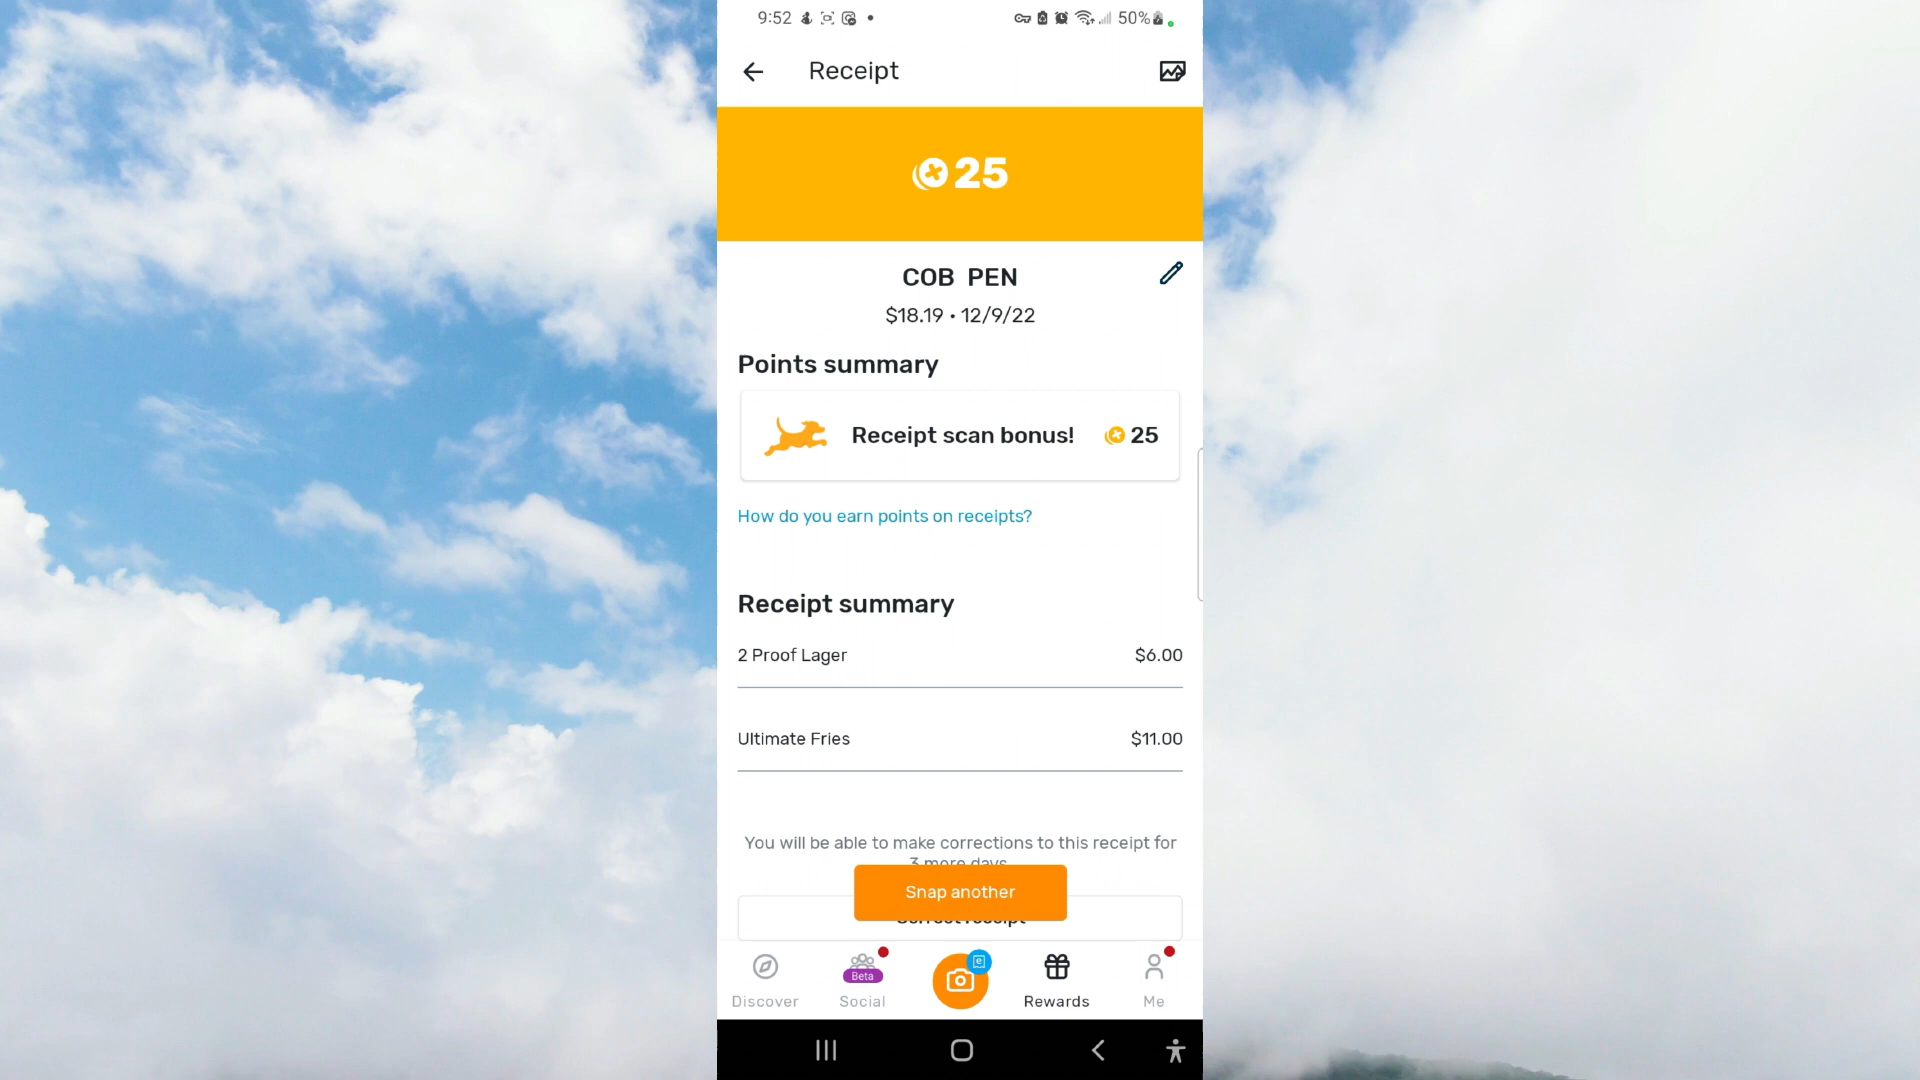 9:52
50%
Receipt
25
COB PEN
$18.19 • 12/9/22
Points summary
Receipt scan bonus! 25
How do you earn points on receipts?
Receipt summary
2 Proof Lager $6.00
Ultimate Fries $11.00
You will be able to make corrections to this receipt for
3 more days
Snap another
Correct receipt
Beta
Discover Social Rewards Me